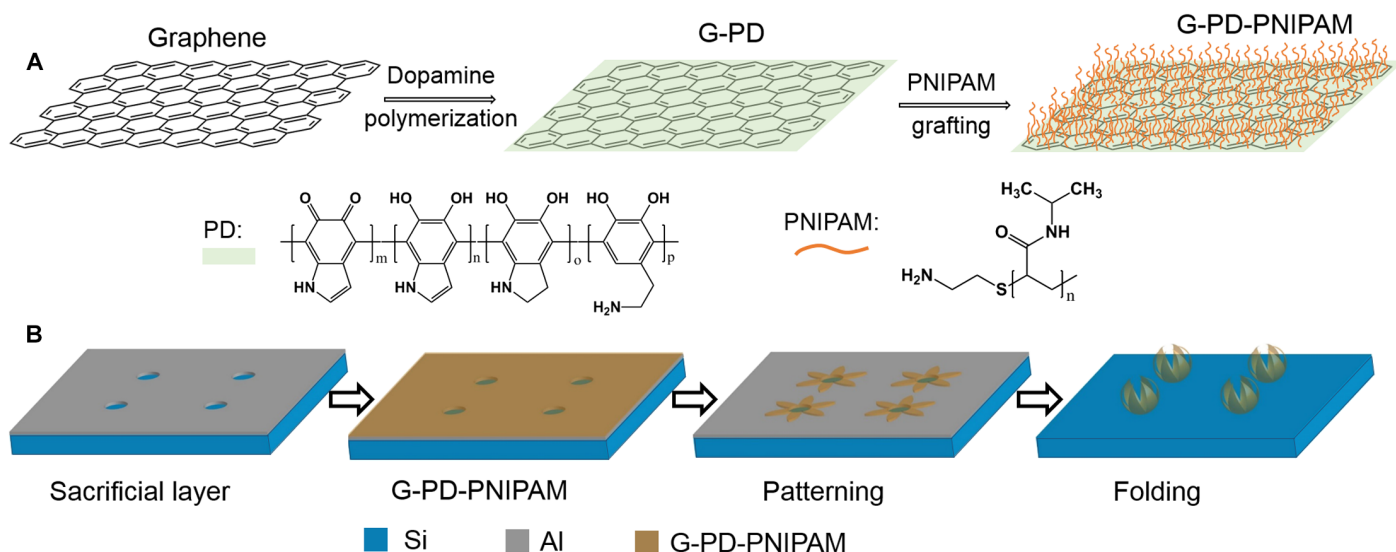 A
Graphene
Dopamine
polymerization
G-PD
PNIPAM
grafting
G-PD-PNIPAM
PD:
O O
HO OH
HO OH
HO OH
m
n
o
p
HN
HN
HN
H₂N
PNIPAM:
H₃C CH₃
O
NH
H₂N
S
n
B
Sacrificial layer
G-PD-PNIPAM
Patterning
Folding
Si
Al
G-PD-PNIPAM